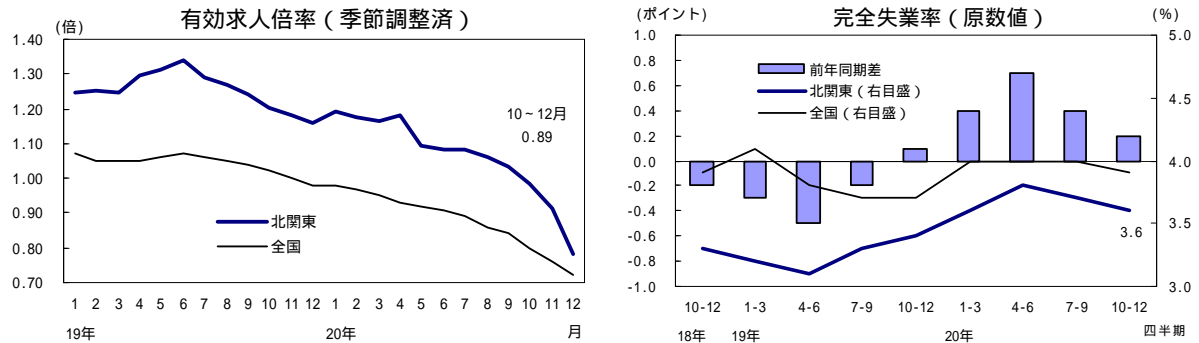 有効求人倍率（季節調整済）
(倍)
1.40
1.30
1.20
1.10
1.00
0.90
0.80
0.70
10～12月
0.89
北関東
全国
1 2 3 4 5 6 7 8 9 10 11 12 1 2 3 4 5 6 7 8 9 10 11 12
19年 20年 月
完全失業率（原数値）
(ポイント) (%)
1.0 5.0
0.8
0.6 4.5
0.4
0.2
0.0 4.0
-0.2
-0.4 3.5
-0.6
-0.8
-1.0 3.0
前年同期差
北関東（右目盛）
全国（右目盛）
3.6
10-12 1-3 4-6 7-9 10-12 1-3 4-6 7-9 10-12
18年 19年 20年 四半期